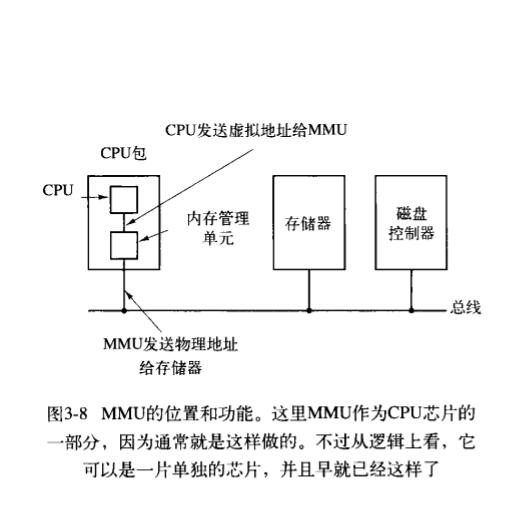 CPU发送虚拟地址给MMU
CPU包
CPU
内存管理
单元
存储器
磁盘
控制器
总线
MMU发送物理地址
给存储器
图3-8 MMU的位置和功能。这里MMU作为CPU芯片的
一部分，因为通常就是这样做的。不过从逻辑上看，它
可以是一片单独的芯片，并且早就已经这样了